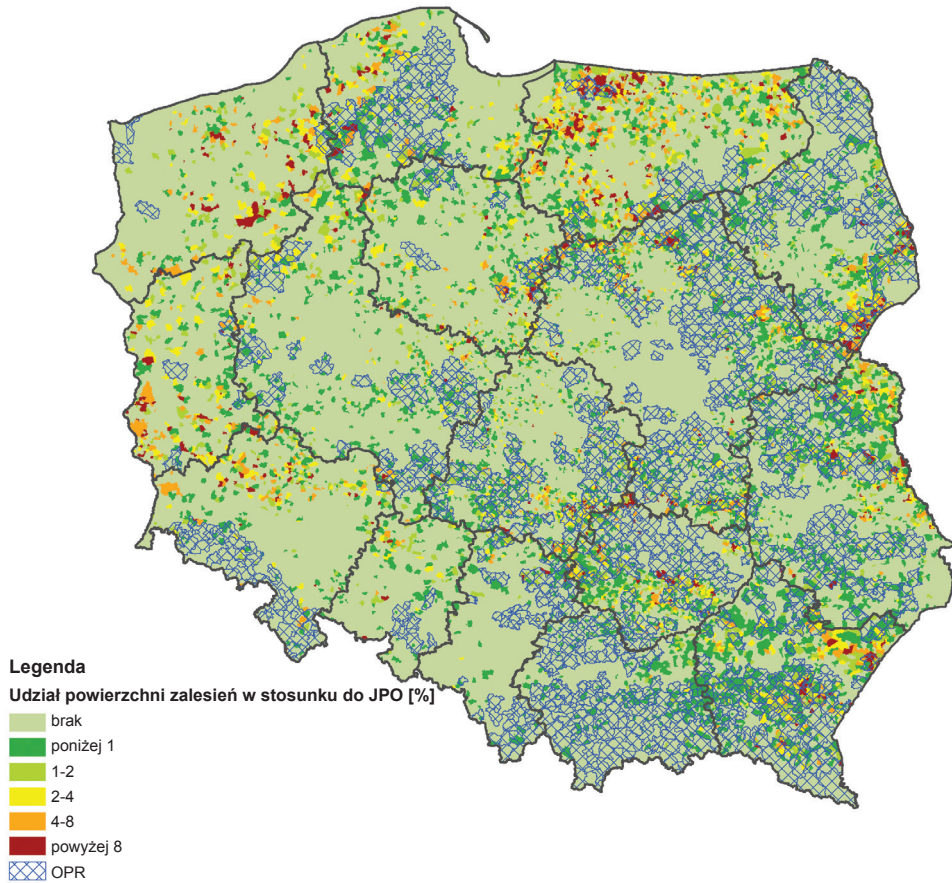 Legenda
Udział powierzchni zalesień w stosunku do JPO [%]
brak
poniżej 1
1-2
2-4
4-8
powyżej 8
OPR